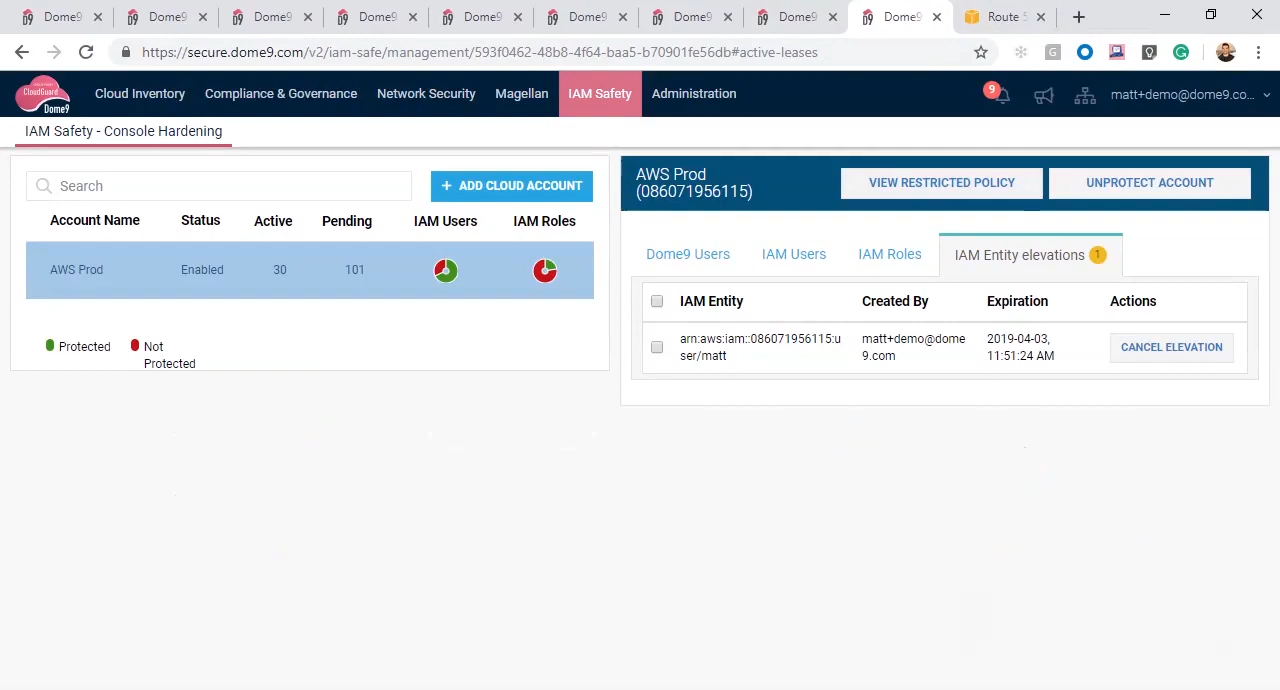 Dome9
Dome9
Dome9
Dome9
Dome9
Dome9
Dome9
Dome9
Dome9
Route 5
https://secure.dome9.com/v2/iam-safe/management/593f0462-48b8-4f64-baa5-b70901fe56db#active-leases
CloudGuard
Dome9
Cloud Inventory
Compliance & Governance
Network Security
Magellan
IAM Safety
Administration
9
matt+demo@dome9.co...
IAM Safety - Console Hardening
Search
+ ADD CLOUD ACCOUNT
Account Name Status Active Pending IAM Users IAM Roles
AWS Prod Enabled 30 101
Protected
Not
Protected
AWS Prod
(086071956115)
VIEW RESTRICTED POLICY
UNPROTECT ACCOUNT
Dome9 Users
IAM Users
IAM Roles
IAM Entity elevations 1
IAM Entity Created By Expiration Actions
arn:aws:iam::086071956115:u
ser/matt
matt+demo@dome
9.com
2019-04-03,
11:51:24 AM
CANCEL ELEVATION